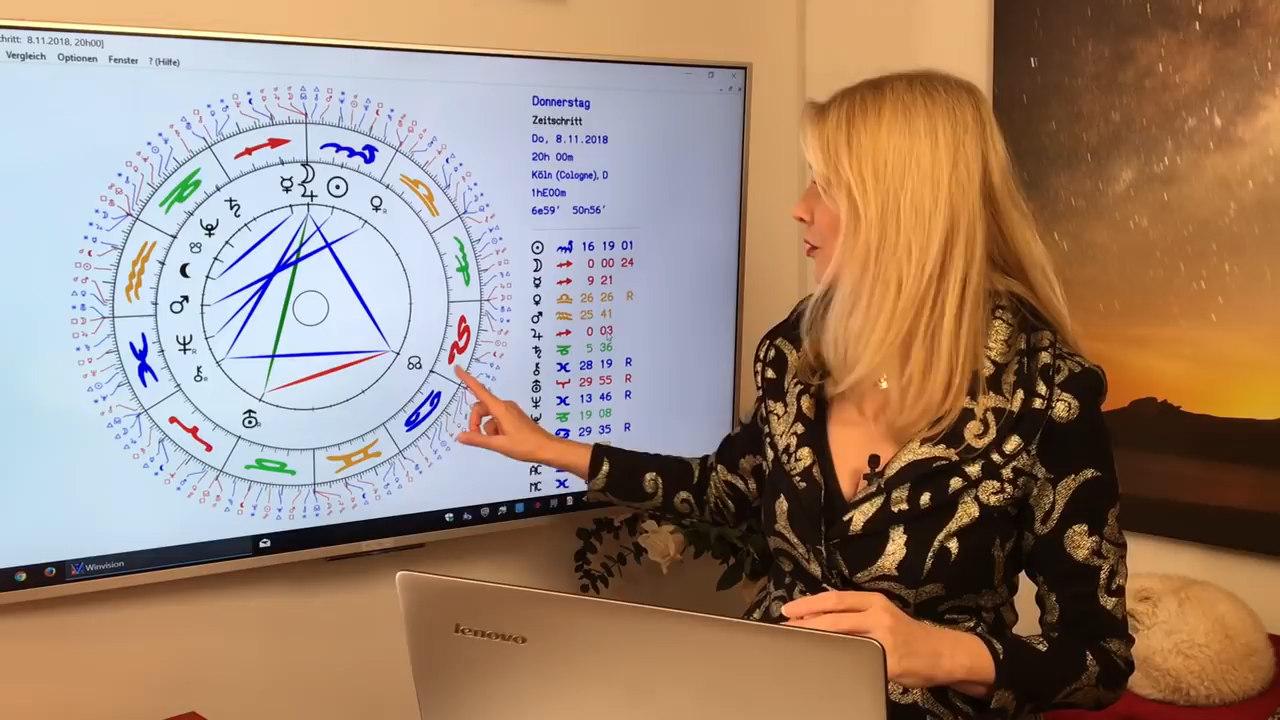 chritt: 8.11.2018, 20h00]
Vergleich Optionen Fenster ? (Hilfe)
Donnerstag
Zeitschritt
Do, 8.11.2018
20h 00m
Köln (Cologne), D
1hE00m
6e59' 50n56'
☉ ♏ 16 19 01
☽ ♐ 0 00 24
☿ ♐ 9 21
♀ ♎ 26 26 R
♂ ♒ 25 41
♃ ♐ 0 03
♄ ♑ 5 36
⚷ ♓ 28 19 R
⛢ ♈ 29 55 R
♆ ♓ 13 46 R
♑ 19 08
♋ 29 35 R
AC
MC ♓
Winvision
lenovo